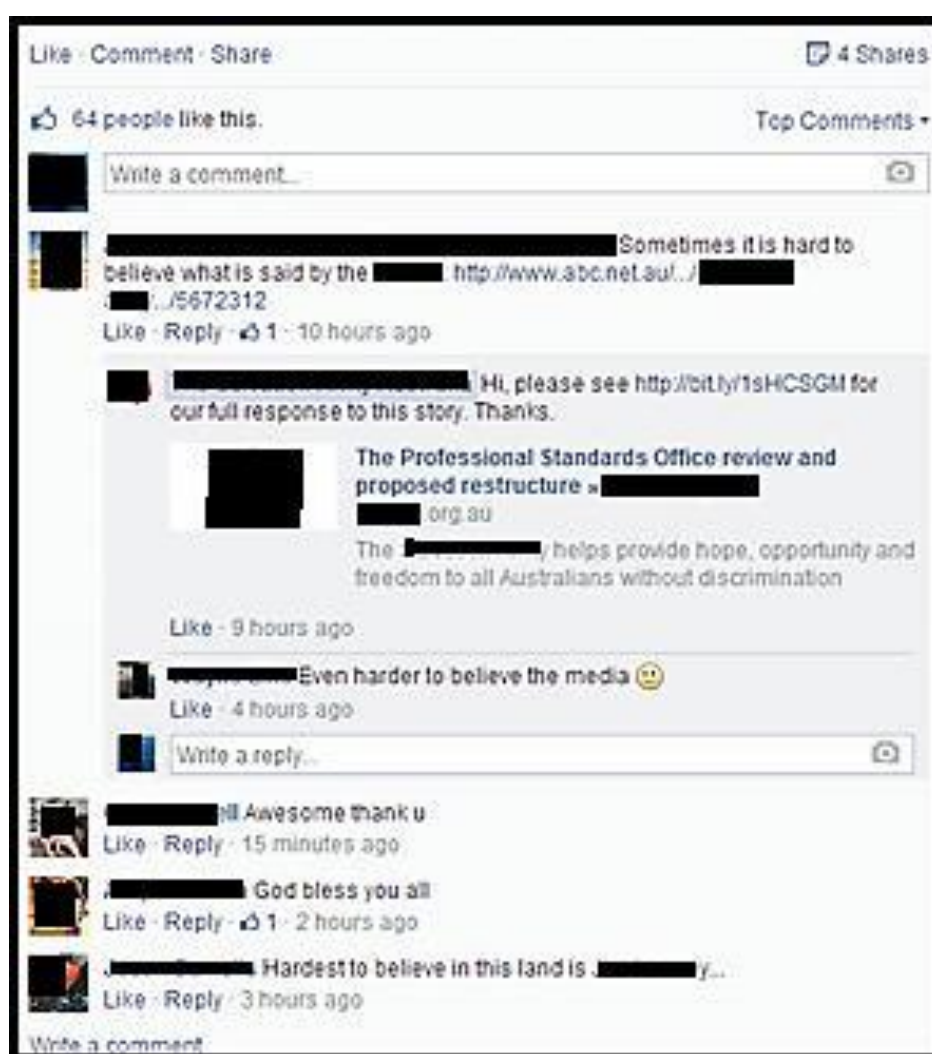 Like · Comment · Share
4 Shares
64 people like this.
Top Comments
Write a comment...
Sometimes it is hard to
believe what is said by the http://www.abc.net.au/../
/../5672312
Like · Reply · 1 · 10 hours ago
Hi, please see http://bit.ly/1sHCSGM for
our full response to this story. Thanks.
The Professional Standards Office review and
proposed restructure »
.org.au
The y helps provide hope, opportunity and
freedom to all Australians without discrimination
Like · 9 hours ago
Even harder to believe the media
Like · 4 hours ago
Write a reply...
ll Awesome thank u
Like · Reply · 15 minutes ago
God bless you all
Like · Reply · 1 · 2 hours ago
Hardest to believe in this land is y...
Like · Reply · 3 hours ago
Write a comment